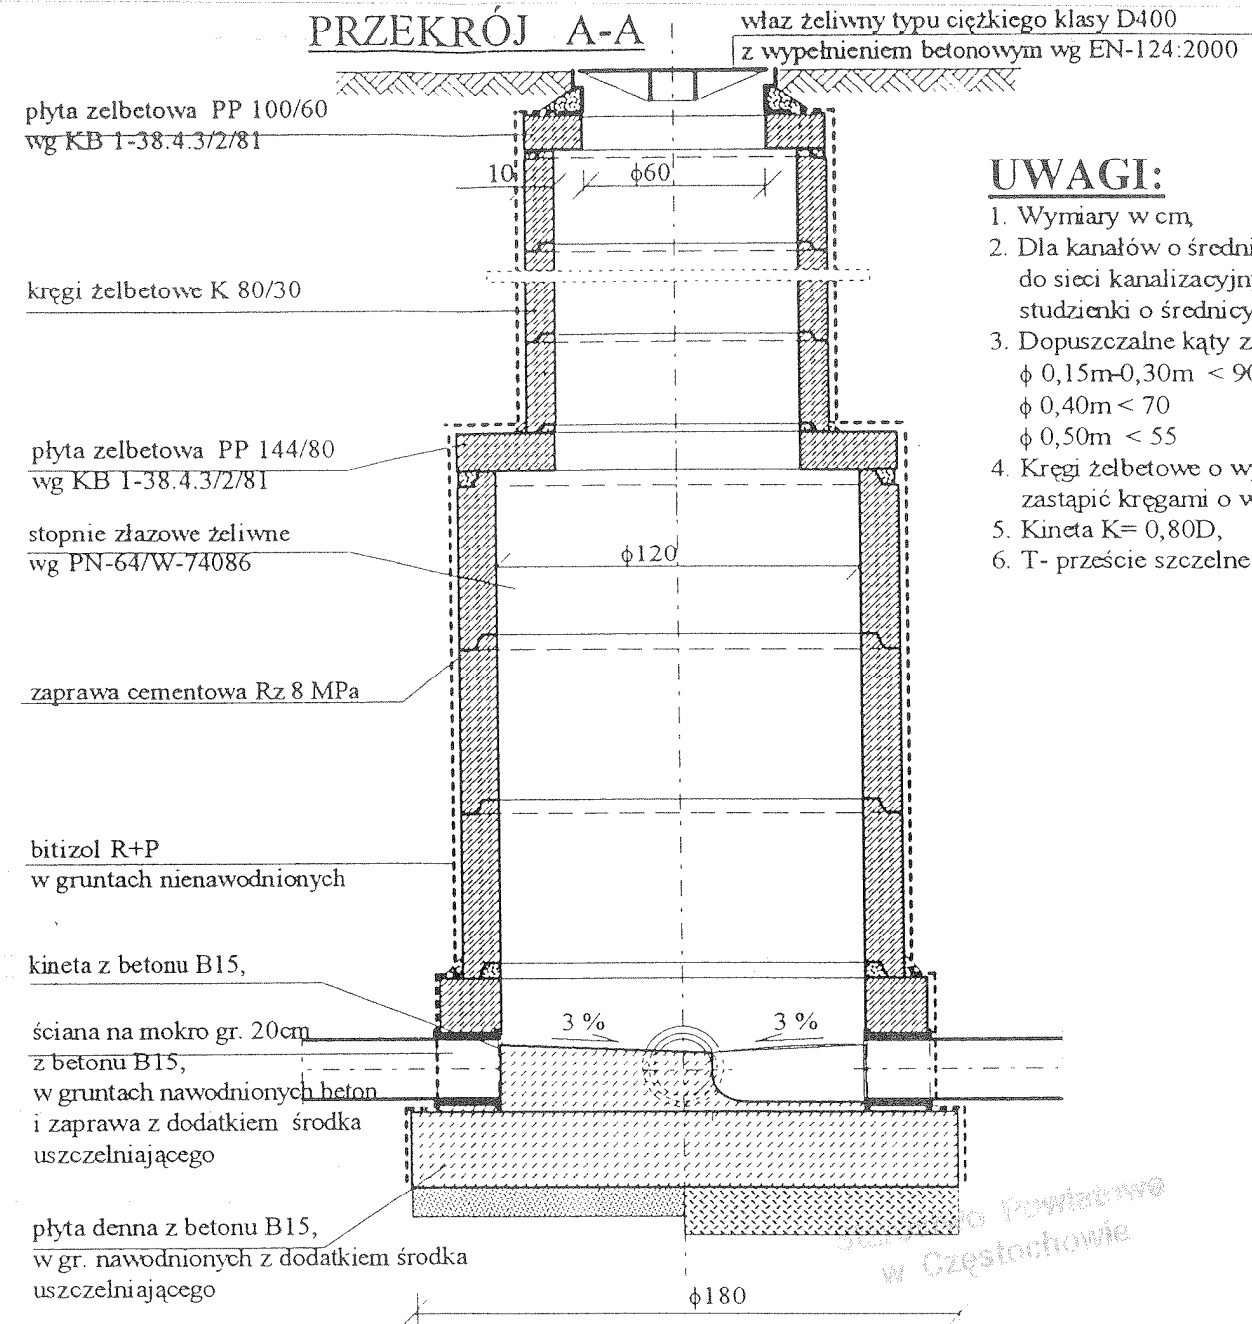 PRZEKRÓJ A-A
właz żeliwny typu ciężkiego klasy D400
z wypełnieniem betonowym wg EN-124:2000
płyta zelbetowa PP 100/60
wg KB 1-38.4.3/2/81
10
ϕ60
kręgi żelbetowe K 80/30
płyta zelbetowa PP 144/80
wg KB 1-38.4.3/2/81
stopnie złazowe żeliwne
wg PN-64/W-74086
ϕ120
zaprawa cementowa Rz 8 MPa
bitizol R+P
w gruntach nienawodnionych
kineta z betonu B15,
3 %
3 %
ściana na mokro gr. 20cm
z betonu B15,
w gruntach nawodnionych beton
i zaprawa z dodatkiem środka
uszczelniającego
płyta denna z betonu B15,
w gr. nawodnionych z dodatkiem środka
uszczelniającego
ϕ180
UWAGI:
1. Wymiary w cm,
2. Dla kanałów o średni
do sieci kanalizacyjn
studzienki o średnicy
3. Dopuszczalne kąty z
ϕ 0,15m-0,30m < 90
ϕ 0,40m < 70
ϕ 0,50m < 55
4. Kręgi żelbetowe o wy
zastąpić kręgami o w
5. Kineta K= 0,80D,
6. T- przeście szczelne
Starostwo Powiatowe
w Częstochowie